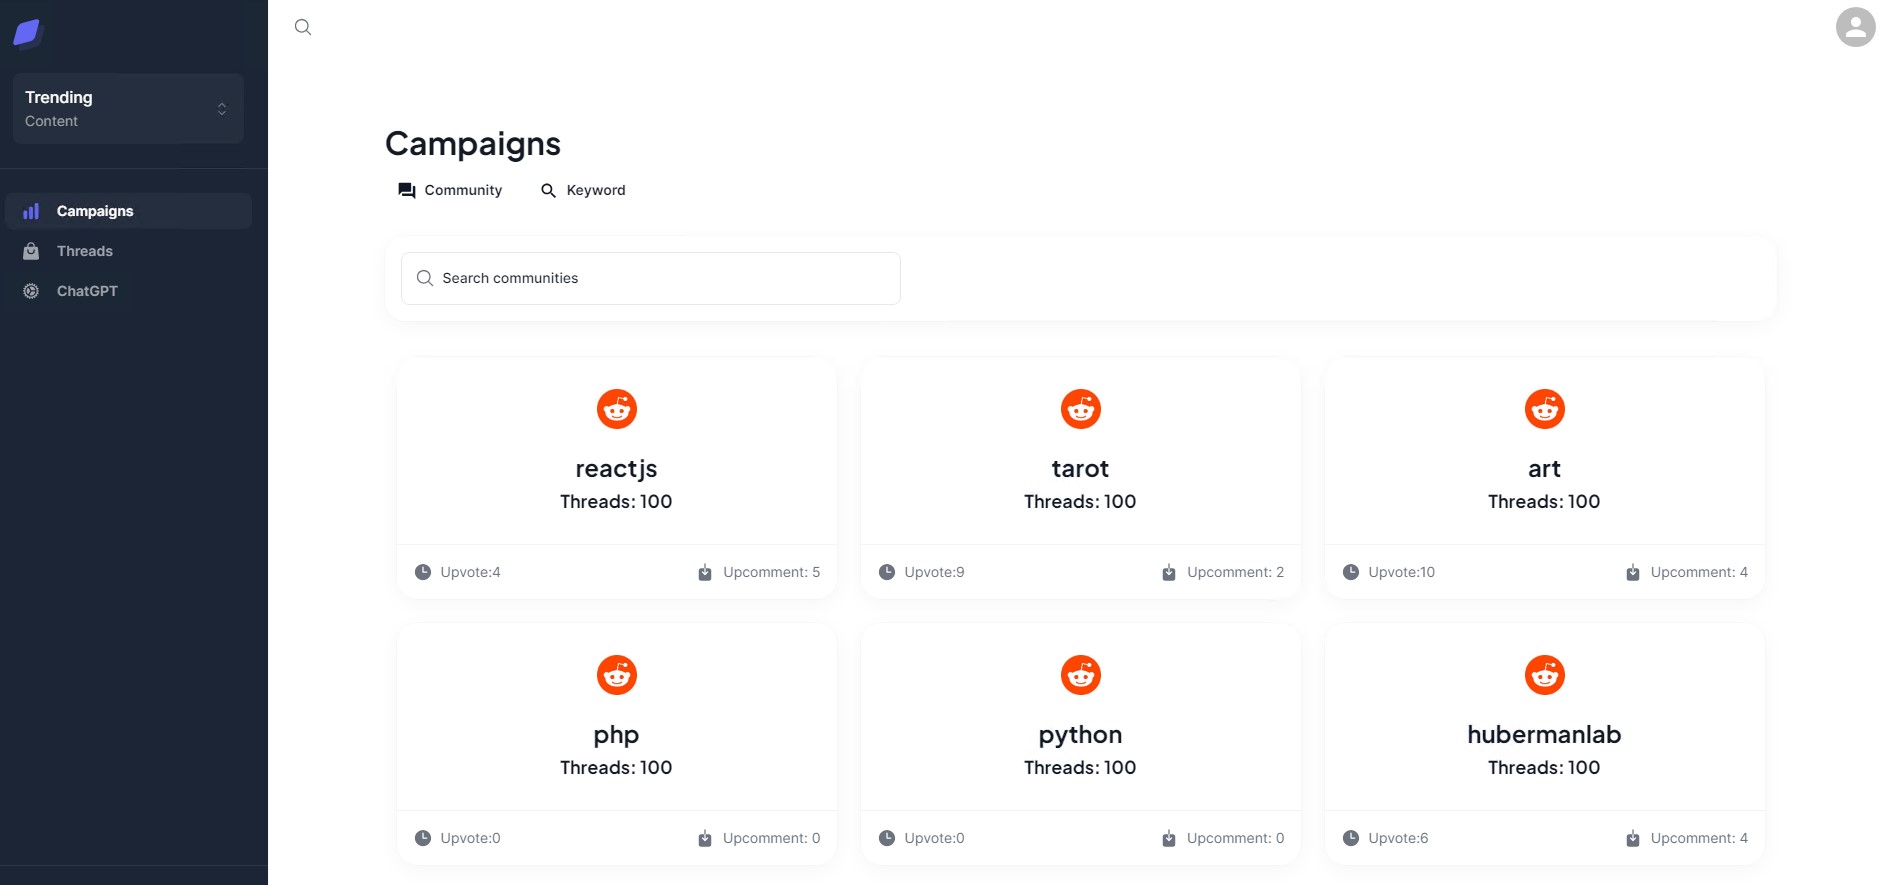 Trending
Content
Campaigns
Threads
ChatGPT
Campaigns
Community Keyword
Search communities
reactjs
Threads: 100
Upvote:4 Upcomment: 5
tarot
Threads: 100
Upvote:9 Upcomment: 2
art
Threads: 100
Upvote:10 Upcomment: 4
php
Threads: 100
Upvote:0 Upcomment: 0
python
Threads: 100
Upvote:0 Upcomment: 0
hubermanlab
Threads: 100
Upvote:6 Upcomment: 4